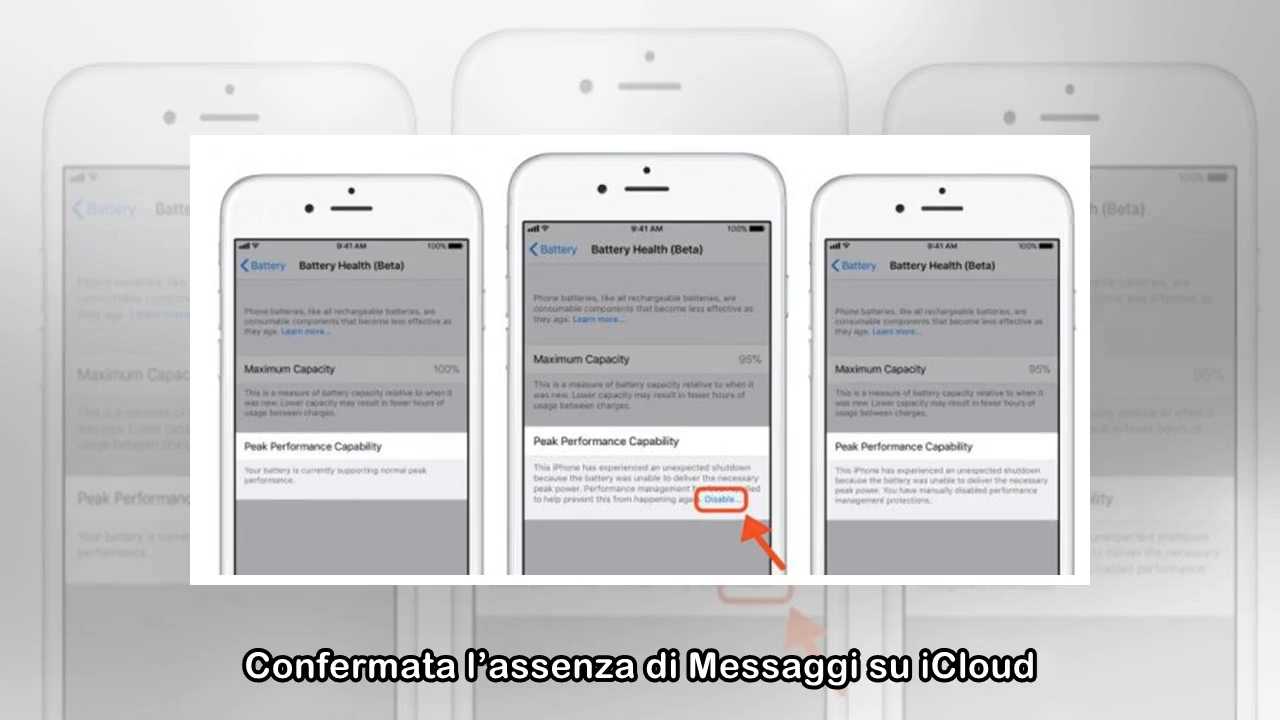 9:41 AM 100%
Battery Battery Health (Beta)
Phone batteries, like all rechargeable batteries, are
consumable components that become less effective as
they age. Learn more...
Maximum Capacity 100%
This is a measure of battery capacity relative to when it
was new. Lower capacity may result in fewer hours of
usage between charges.
Peak Performance Capability
Your battery is currently supporting normal peak
performance.
9:41 AM 100%
Battery Battery Health (Beta)
Phone batteries, like all rechargeable batteries, are
consumable components that become less effective as
they age. Learn more...
Maximum Capacity 95%
This is a measure of battery capacity relative to when it
was new. Lower capacity may result in fewer hours of
usage between charges.
Peak Performance Capability
This iPhone has experienced an unexpected shutdown
because the battery was unable to deliver the necessary
peak power. Performance management
to help prevent this from happening again. Disable...
9:41 AM 100%
Battery Battery Health (Beta)
Phone batteries, like all rechargeable batteries, are
consumable components that become less effective as
they age. Learn more...
Maximum Capacity 95%
This is a measure of battery capacity relative to when it
was new. Lower capacity may result in fewer hours of
usage between charges.
Peak Performance Capability
This iPhone has experienced an unexpected shutdown
because the battery was unable to deliver the necessary
peak power. You have manually disabled performance
management protections.
Confermata l'assenza di Messaggi su iCloud